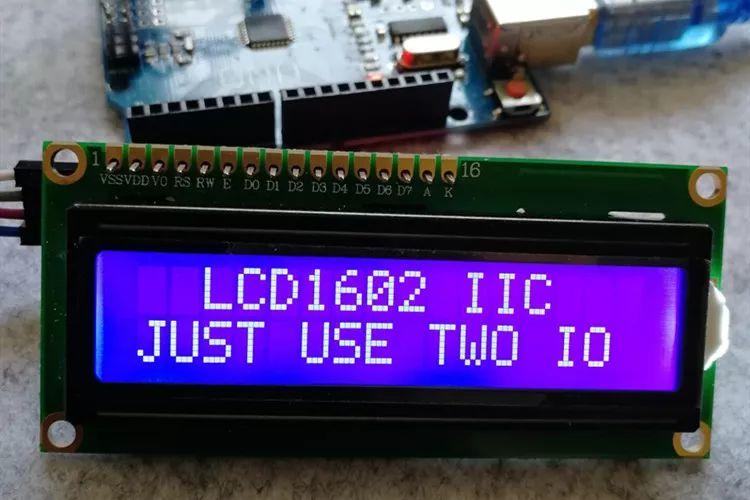 1 16
VSS VDD V0 RS RW E D0 D1 D2 D3 D4 D5 D6 D7 A K
LCD1602 IIC
JUST USE TWO IO